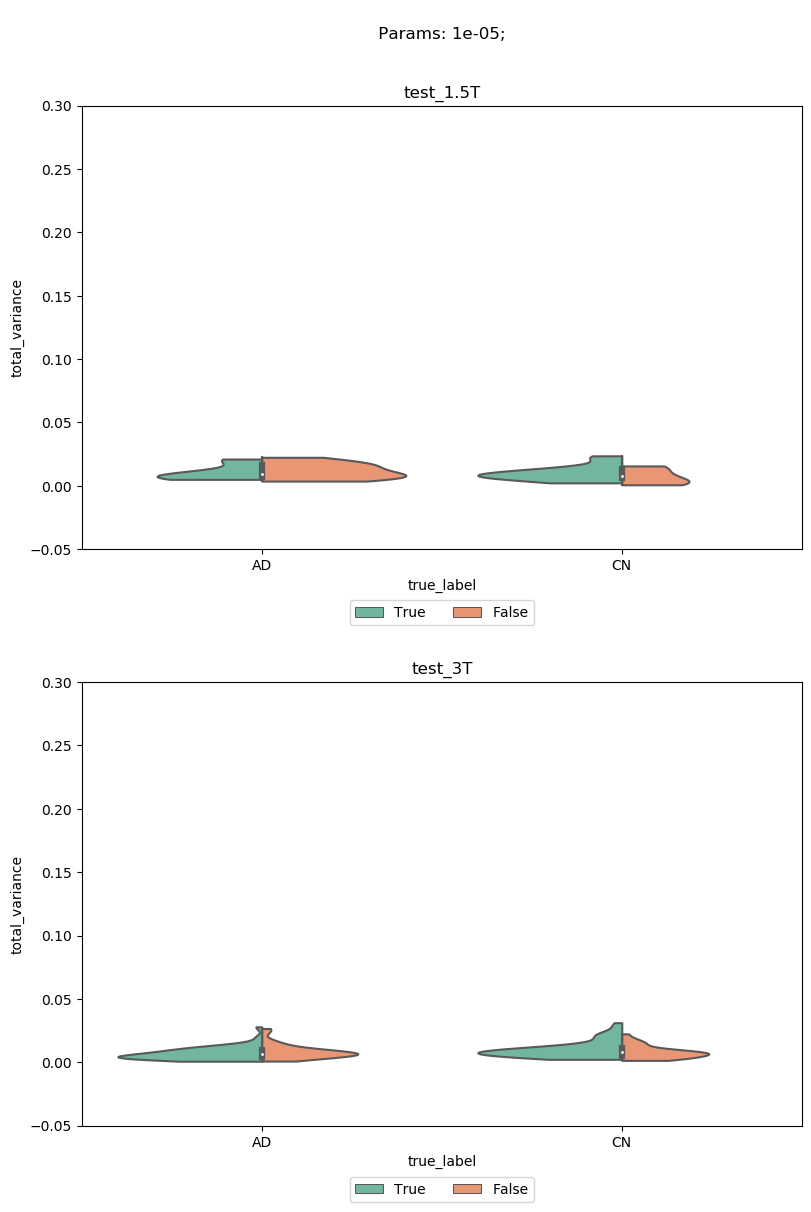 Params: 1e-05;
test_1.5T
0.30
0.25
0.20
0.15
0.10
0.05
0.00
−0.05
total_variance
AD CN
true_label
True False
test_3T
0.30
0.25
0.20
0.15
0.10
0.05
0.00
−0.05
total_variance
AD CN
true_label
True False